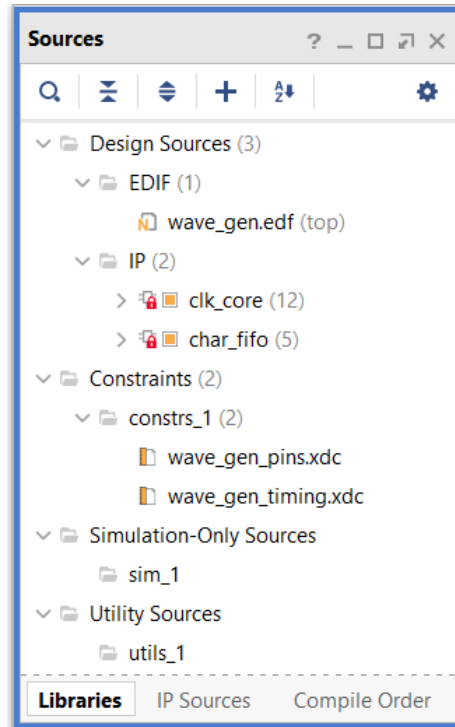 Sources
Design Sources (3)
EDIF (1)
wave_gen.edf (top)
IP (2)
clk_core (12)
char_fifo (5)
Constraints (2)
constrs_1 (2)
wave_gen_pins.xdc
wave_gen_timing.xdc
Simulation-Only Sources
sim_1
Utility Sources
utils_1
Libraries IP Sources Compile Order